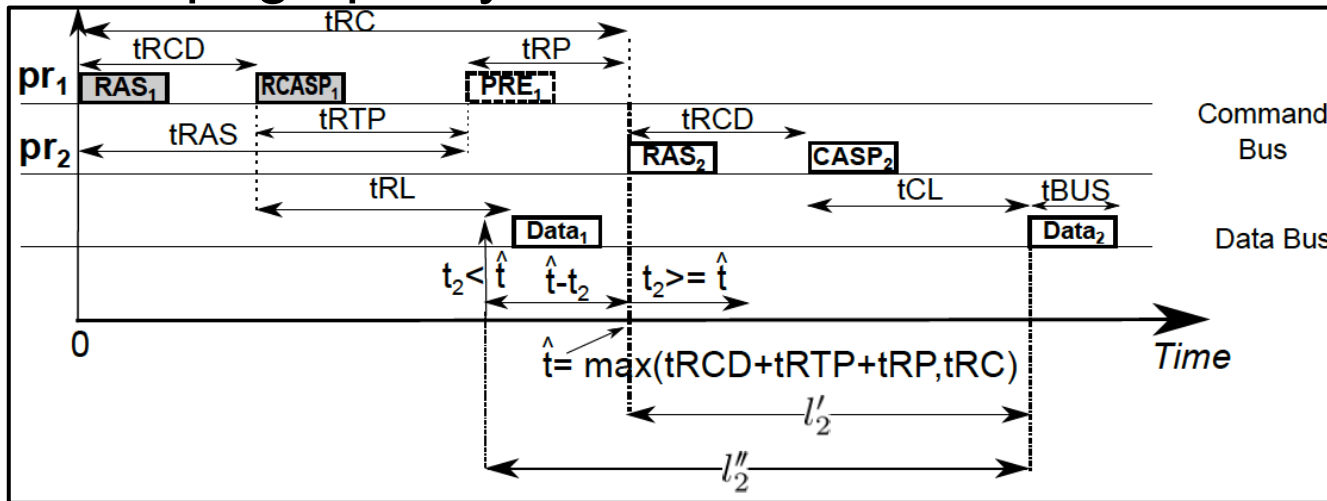 tRC
tRCD tRP
pr1 RAS1 RCASP1 PRE1
tRTP tRCD Command
tRAS Bus
pr2 RAS2 CASP2
tRL tCL tBUS
Data1 Data2 Data Bus
t2< t̂ t̂-t2 t2>= t̂
0
t̂= max(tRCD+tRTP+tRP,tRC) Time
l′2
l″2